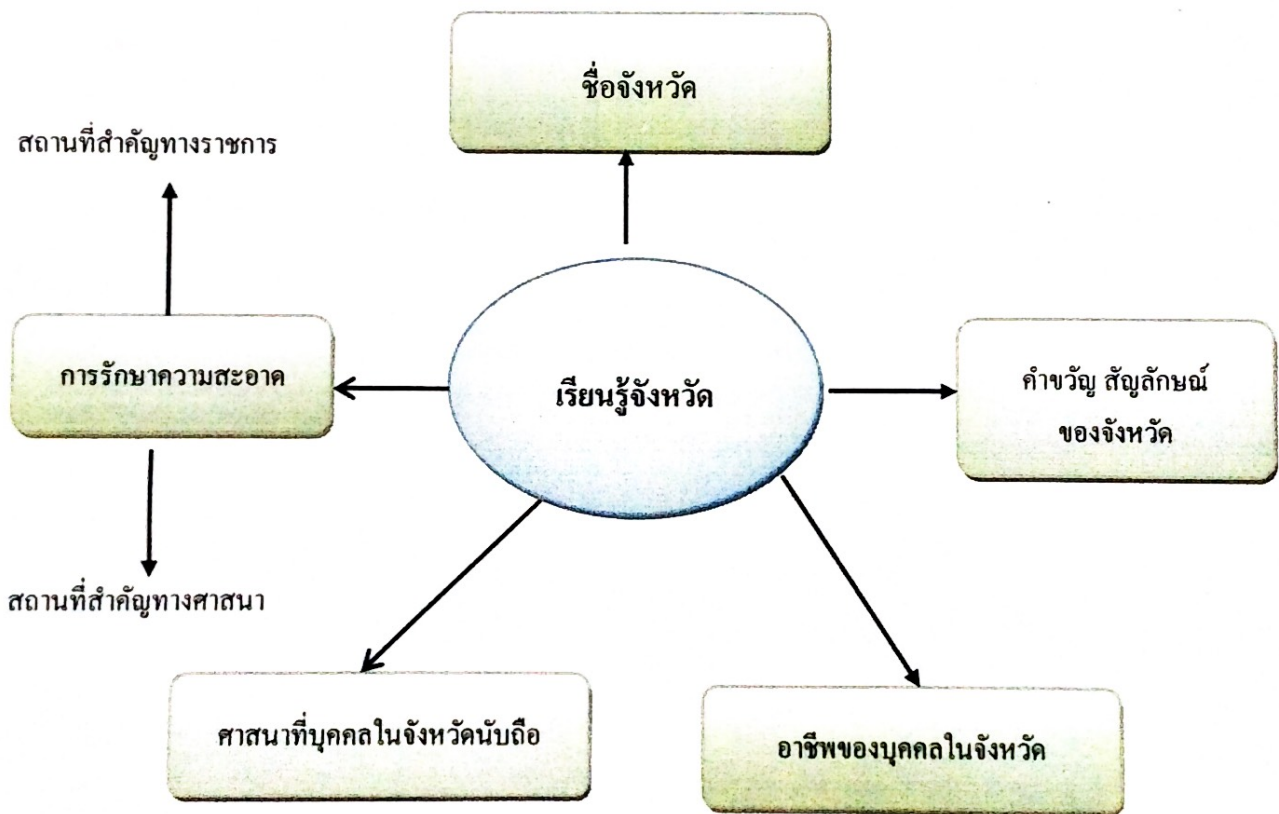 ชื่อจังหวัด
สถานที่สำคัญทางราชการ
การรักษาความสะอาด
เรียนรู้จังหวัด
คำขวัญ สัญลักษณ์
ของจังหวัด
สถานที่สำคัญทางศาสนา
ศาสนาที่บุคคลในจังหวัดนับถือ
อาชีพของบุคคลในจังหวัด